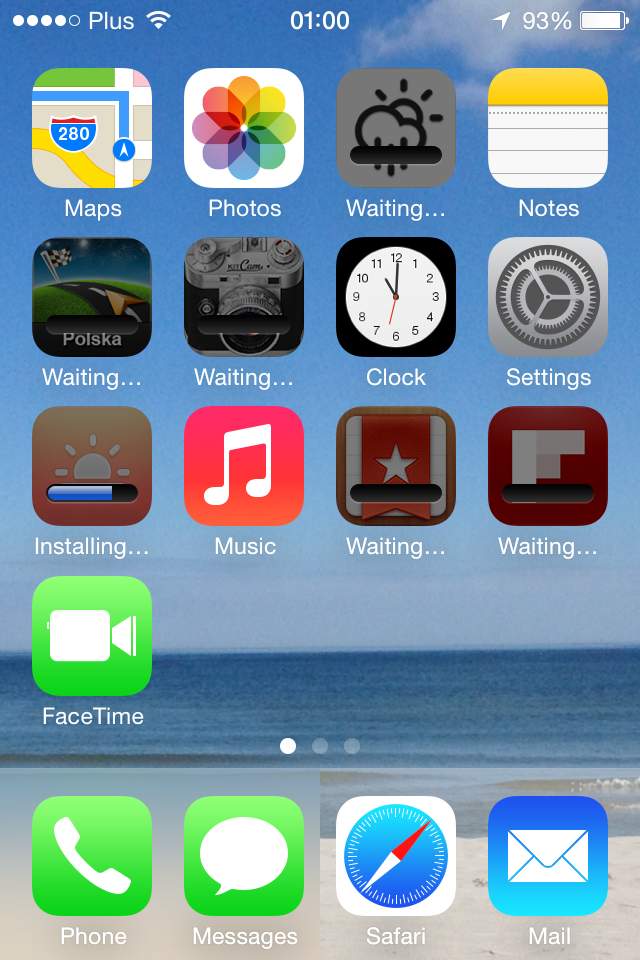 Plus 01:00 93%
280
Maps Photos Waiting... Notes
KitCam
12
11 1
10 2
9 3
8 4
7 5
6
Polska
Waiting... Waiting... Clock Settings
Installing... Music Waiting... Waiting...
FaceTime
Phone Messages Safari Mail